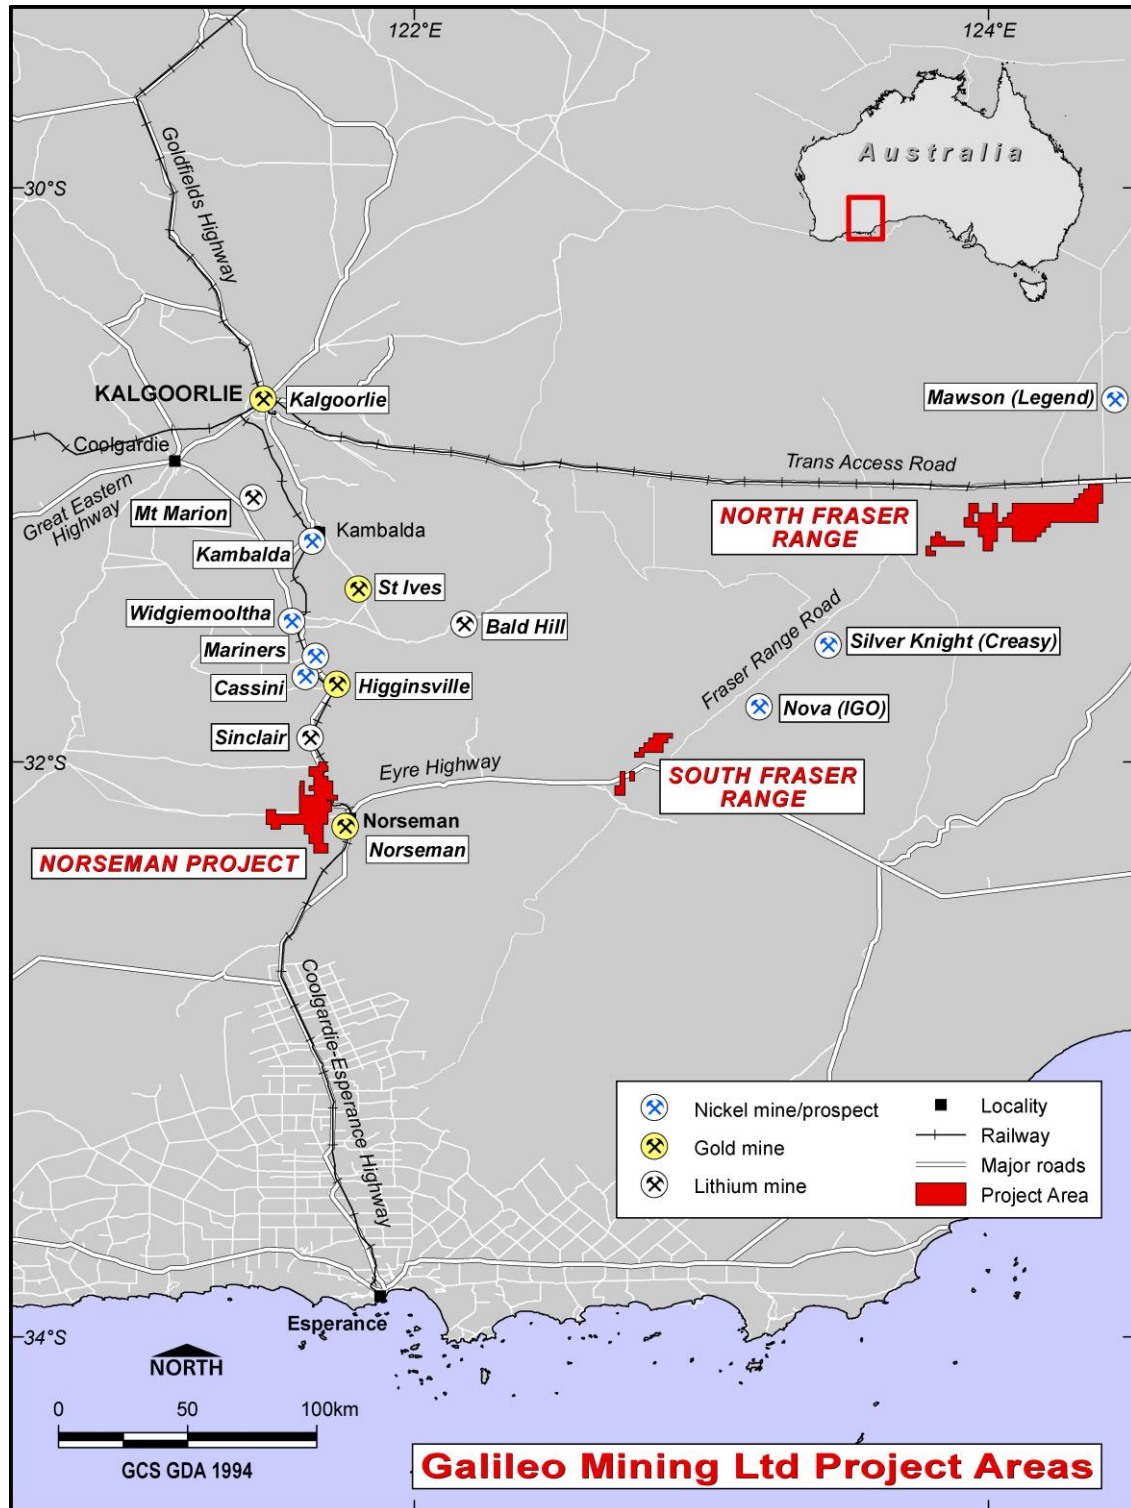 122°E
124°E
Australia
Goldfields Highway
30°S
KALGOORLIE
Kalgoorlie
Mawson (Legend)
Coolgardie
Trans Access Road
Great Eastern
Highway
Mt Marion
NORTH FRASER
RANGE
Kambalda
Kambalda
St Ives
Widgiemooltha
Bald Hill
Fraser Range Road
Silver Knight (Creasy)
Mariners
Cassini
Higginsville
Nova (IGO)
Sinclair
32°S
Eyre Highway
SOUTH FRASER
RANGE
Norseman
Norseman
NORSEMAN PROJECT
Coolgardie-Esperance Highway
Nickel mine/prospect
Gold mine
Lithium mine
Locality
Railway
Major roads
Project Area
Esperance
34°S
NORTH
0 50 100km
GCS GDA 1994
Galileo Mining Ltd Project Areas